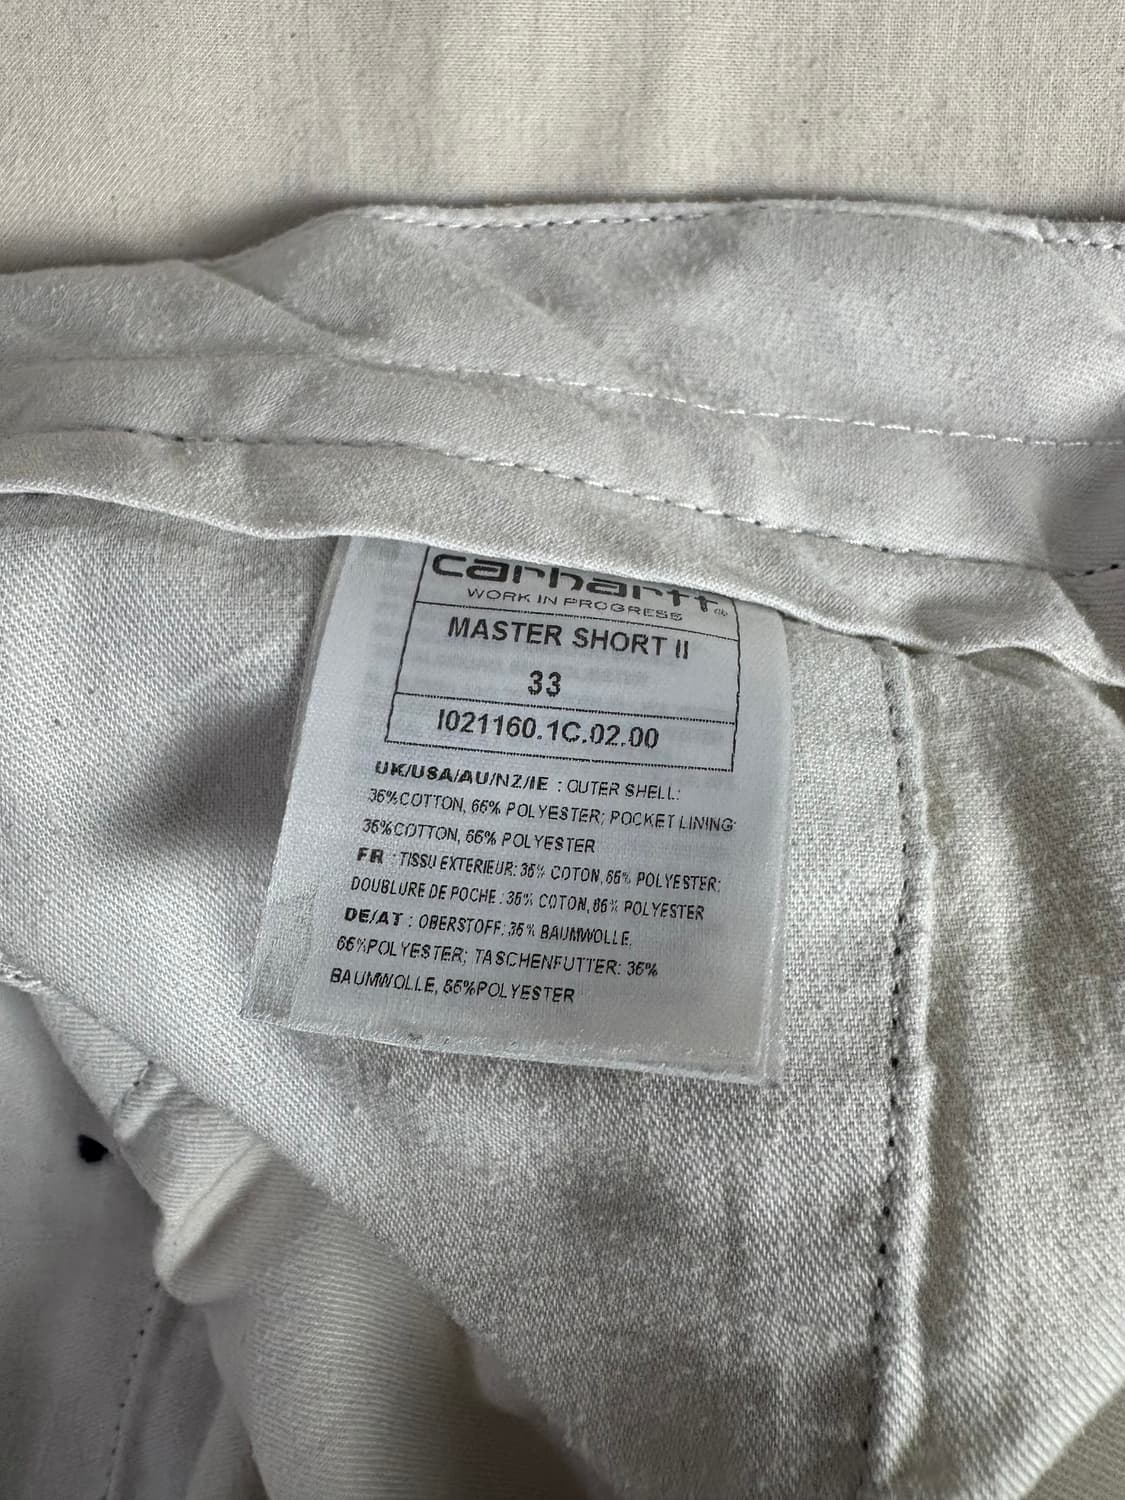 carhartt
WORK IN PROGRESS
MASTER SHORT II
33
I021160.1C.02.00
UK/USA/AU/NZ/IE : OUTER SHELL:
35%COTTON, 65% POLYESTER; POCKET LINING:
35%COTTON, 65% POLYESTER
FR : TISSU EXTERIEUR: 35% COTON, 65% POLYESTER;
DOUBLURE DE POCHE : 35% COTON, 65% POLYESTER
DE/AT : OBERSTOFF: 35% BAUMWOLLE,
65%POLYESTER; TASCHENFUTTER: 35%
BAUMWOLLE, 65%POLYESTER